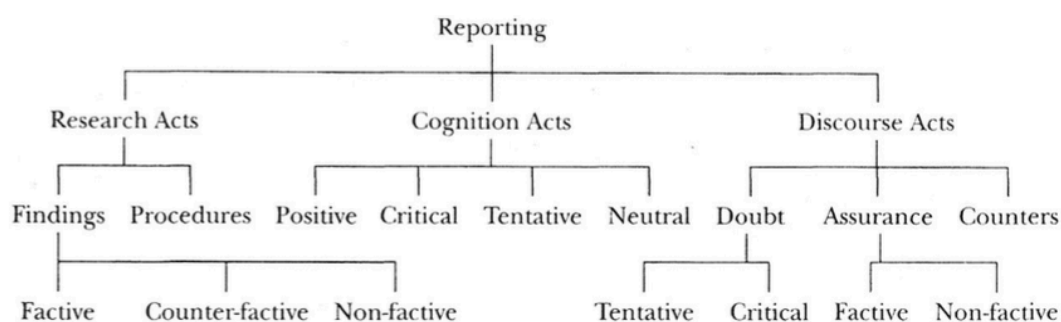 Reporting
Research Acts Cognition Acts Discourse Acts
Findings Procedures Positive Critical Tentative Neutral Doubt Assurance Counters
Factive Counter-factive Non-factive Tentative Critical Factive Non-factive